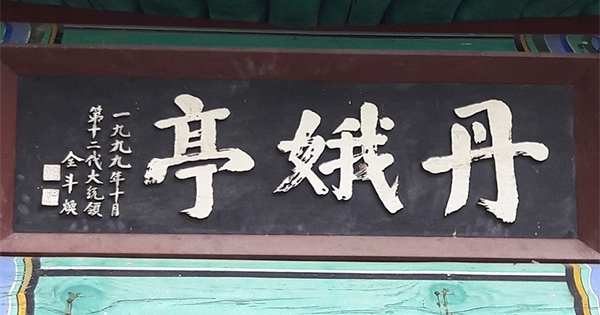 丹娥亭
一九九九年十月
第十二代大統領
全斗煥